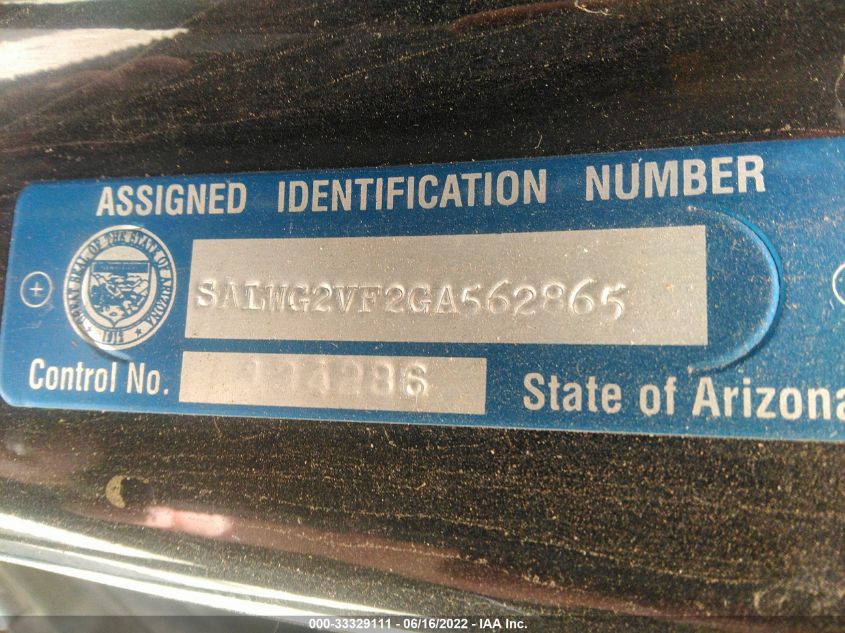 ASSIGNED IDENTIFICATION NUMBER
SALWG2VF2GA562865
Control No.
State of Arizona
000-33329111 - 06/16/2022 - IAA Inc.